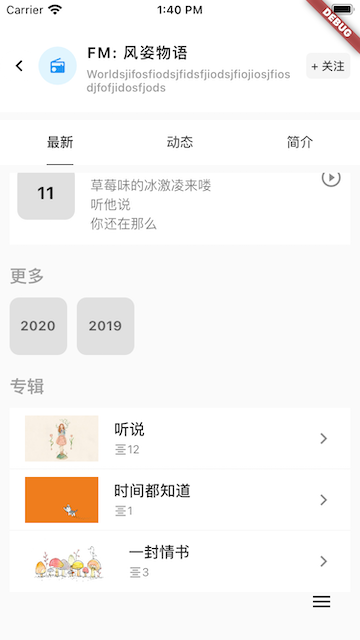 Carrier
1:40 PM
DEBUG
FM: 风姿物语
Worldsjifosfiodsjfidsfjiodsjfiojiosjfios
djfofjidosfjods
+ 关注
最新
动态
简介
11
草莓味的冰激凌来喽
听他说
你还在那么
更多
2020
2019
专辑
听说
12
时间都知道
1
一封情书
3